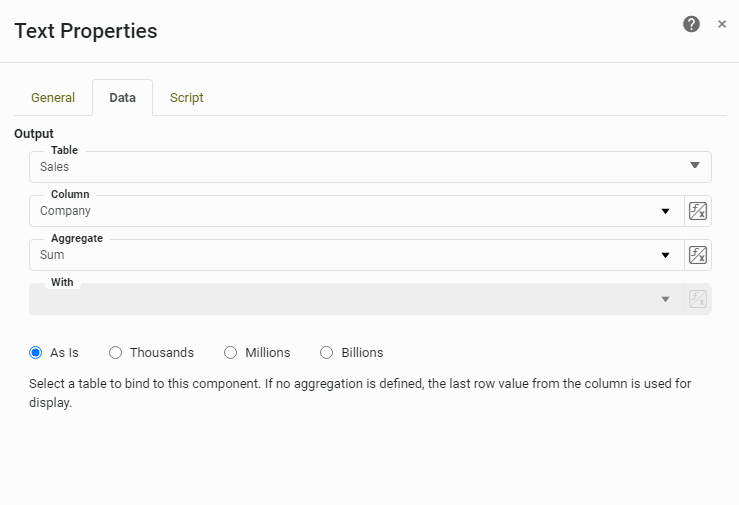 Text Properties
?
×
General
Data
Script
Output
Table
Sales
Column
Company
Aggregate
Sum
With
As Is
Thousands
Millions
Billions
Select a table to bind to this component. If no aggregation is defined, the last row value from the column is used for
display.